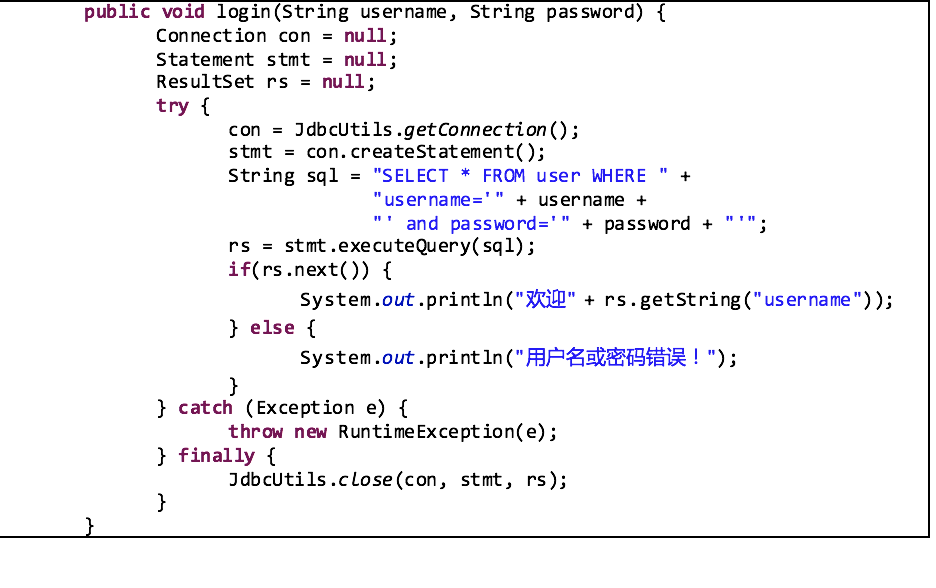 public void login(String username, String password) {
Connection con = null;
Statement stmt = null;
ResultSet rs = null;
try {
con = JdbcUtils.getConnection();
stmt = con.createStatement();
String sql = "SELECT * FROM user WHERE " +
"username='" + username +
"' and password='" + password + "'";
rs = stmt.executeQuery(sql);
if(rs.next()) {
System.out.println("欢迎" + rs.getString("username"));
} else {
System.out.println("用户名或密码错误！");
}
} catch (Exception e) {
throw new RuntimeException(e);
} finally {
JdbcUtils.close(con, stmt, rs);
}
}